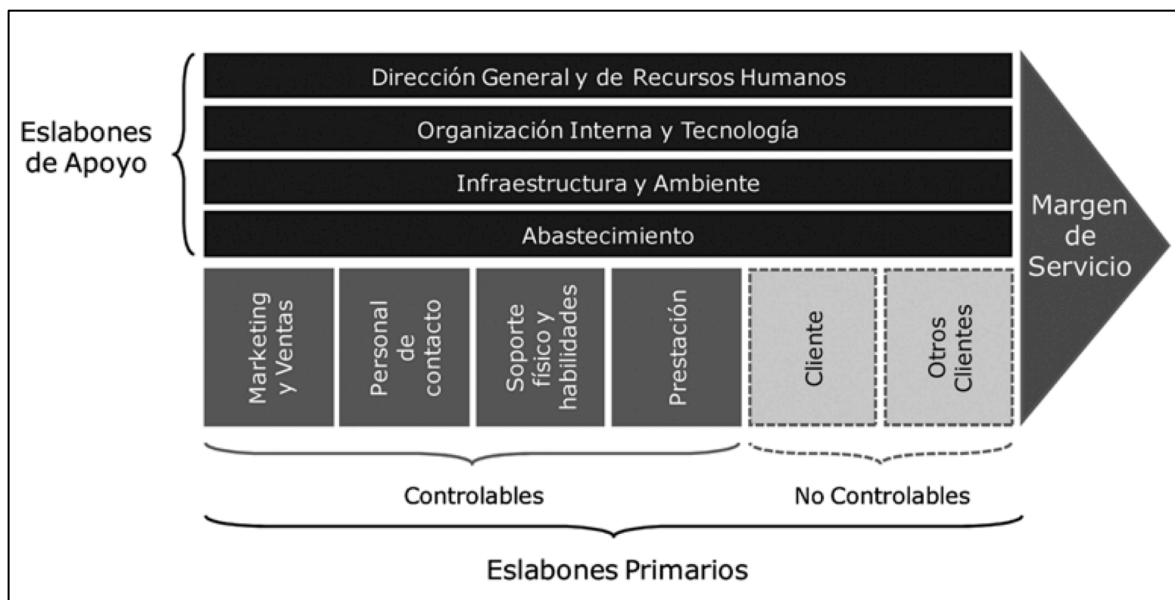 Dirección General y de Recursos Humanos
Organización Interna y Tecnología
Infraestructura y Ambiente
Abastecimiento
Eslabones
de Apoyo
Margen
de
Servicio
Marketing
y Ventas
Personal
de
contacto
Soporte
físico y
habilidades
Prestación
Cliente
Otros
Clientes
Controlables
No Controlables
Eslabones Primarios